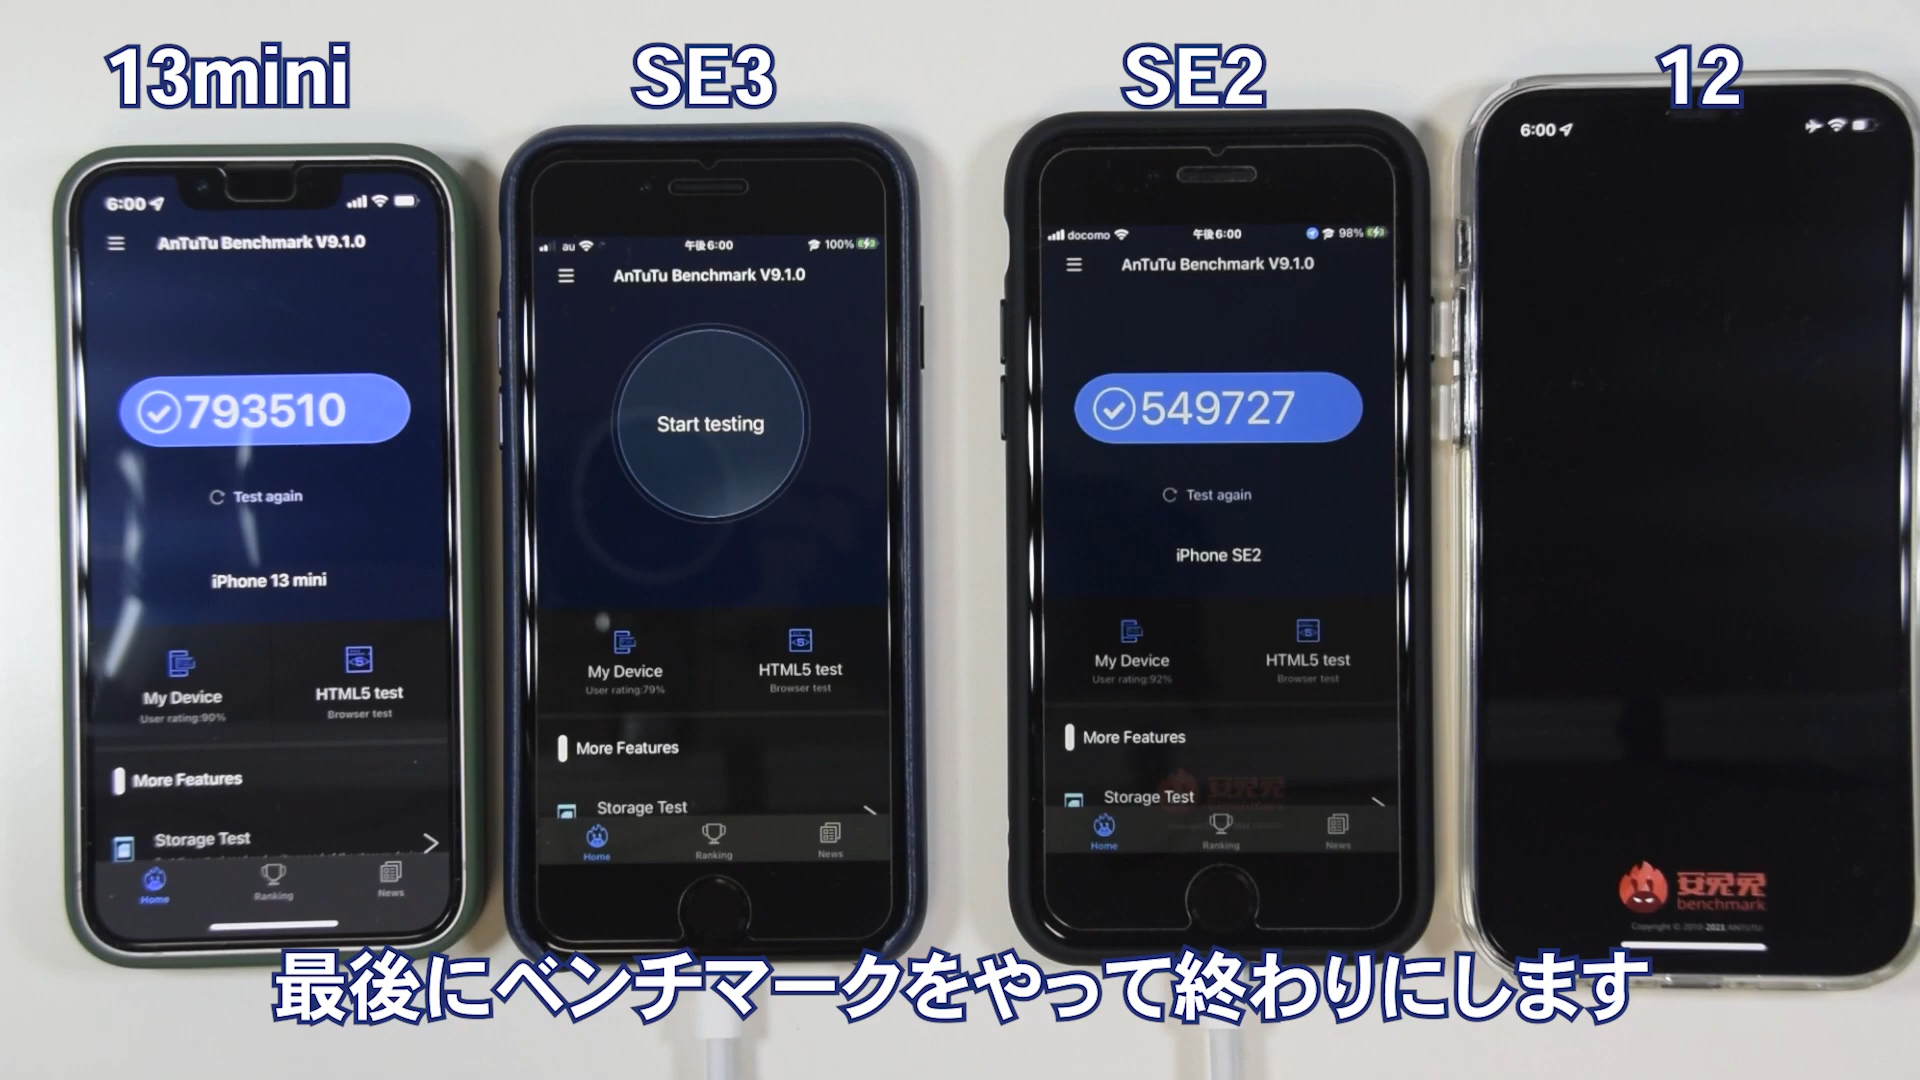 13mini
SE3
SE2
12
6:00
AnTuTu Benchmark V9.1.0
793510
Test again
iPhone 13 mini
My Device
User rating:90%
HTML5 test
Browser test
More Features
Storage Test
Home
Ranking
News
au
午後6:00
100%
AnTuTu Benchmark V9.1.0
Start testing
My Device
User rating:79%
HTML5 test
Browser test
More Features
Storage Test
Home
Ranking
News
docomo
午後6:00
98%
AnTuTu Benchmark V9.1.0
549727
Test again
iPhone SE2
My Device
User rating:92%
HTML5 test
Browser test
More Features
Storage Test
Home
Ranking
News
6:00
安兔兔
benchmark
Copyright © 2010-2021 ANTUTU
最後にベンチマークをやって終わりにします